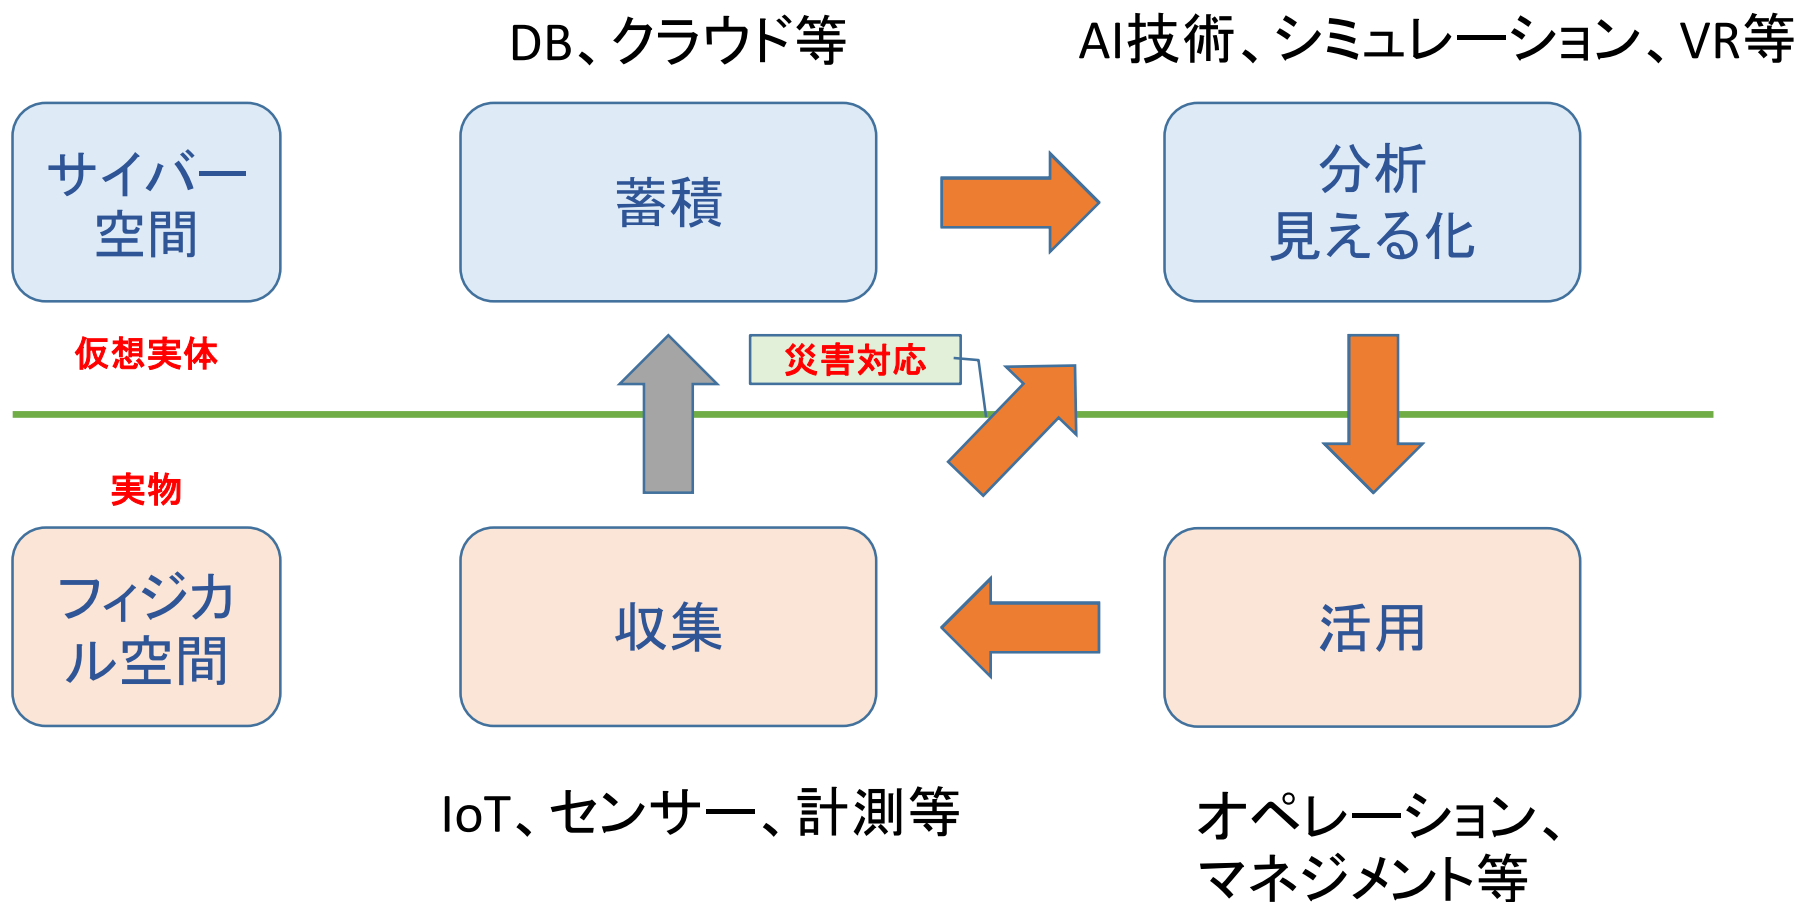 DB、クラウド等
AI技術、シミュレーション、VR等
サイバー
空間
蓄積
分析
見える化
仮想実体
災害対応
実物
フィジカ
ル空間
収集
活用
IoT、センサー、計測等
オペレーション、
マネジメント等